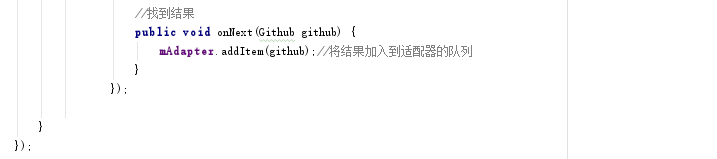 //找到结果
public void onNext(Github github) {
mAdapter.addItem(github);//将结果加入到适配器的队列
}
});
}
});